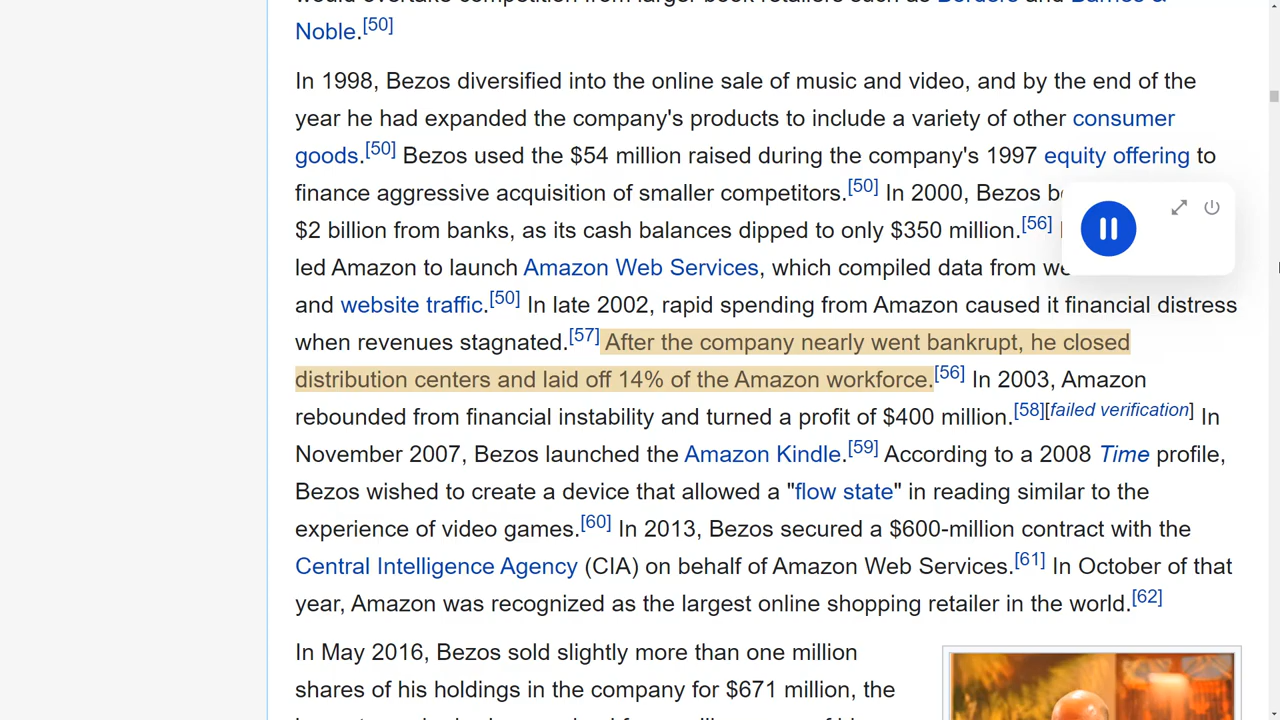 Noble.[50]
In 1998, Bezos diversified into the online sale of music and video, and by the end of the
year he had expanded the company's products to include a variety of other consumer
goods.[50] Bezos used the $54 million raised during the company's 1997 equity offering to
finance aggressive acquisition of smaller competitors.[50] In 2000, Bezos
$2 billion from banks, as its cash balances dipped to only $350 million.[56]
led Amazon to launch Amazon Web Services, which compiled data from
and website traffic.[50] In late 2002, rapid spending from Amazon caused it financial distress
when revenues stagnated.[57] After the company nearly went bankrupt, he closed
distribution centers and laid off 14% of the Amazon workforce.[56] In 2003, Amazon
rebounded from financial instability and turned a profit of $400 million.[58][failed verification] In
November 2007, Bezos launched the Amazon Kindle.[59] According to a 2008 Time profile,
Bezos wished to create a device that allowed a "flow state" in reading similar to the
experience of video games.[60] In 2013, Bezos secured a $600-million contract with the
Central Intelligence Agency (CIA) on behalf of Amazon Web Services.[61] In October of that
year, Amazon was recognized as the largest online shopping retailer in the world.[62]
In May 2016, Bezos sold slightly more than one million
shares of his holdings in the company for $671 million, the